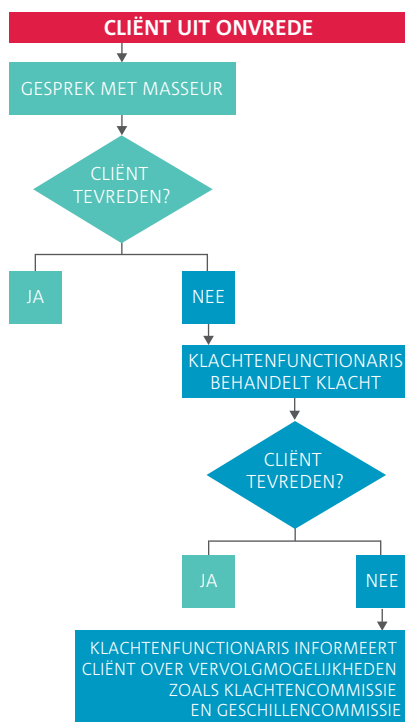 CLIËNT UIT ONVREDE
GESPREK MET MASSEUR
CLIËNT
TEVREDEN?
JA
NEE
KLACHTENFUNCTIONARIS
BEHANDELT KLACHT
CLIËNT
TEVREDEN?
JA
NEE
KLACHTENFUNCTIONARIS INFORMEERT
CLIËNT OVER VERVOLGMOGELIJKHEDEN
ZOALS KLACHTENCOMMISSIE
EN GESCHILLENCOMMISSIE